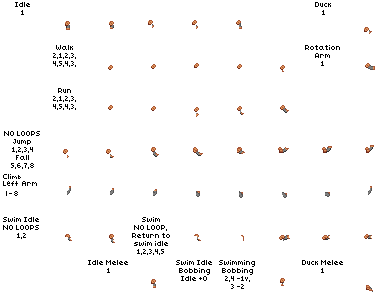 Idle
1
Duck
1
Walk
2,1,2,3,
4,5,4,3,
Rotation
Arm
1
Run
2,1,2,3,
4,5,4,3,
NO LOOPS
Jump
1,2,3,4
Fall
5,6,7,8
Climb
Left Arm
1-8
Swim Idle
NO LOOPS
1,2
Swim
NO LOOP,
Return to
swim idle
1,2,3,4,5
Idle Melee
1
Swim Idle
Bobbing
Idle +0
Swimming
Bobbing
2,4 -1v,
3 -2
Duck Melee
1